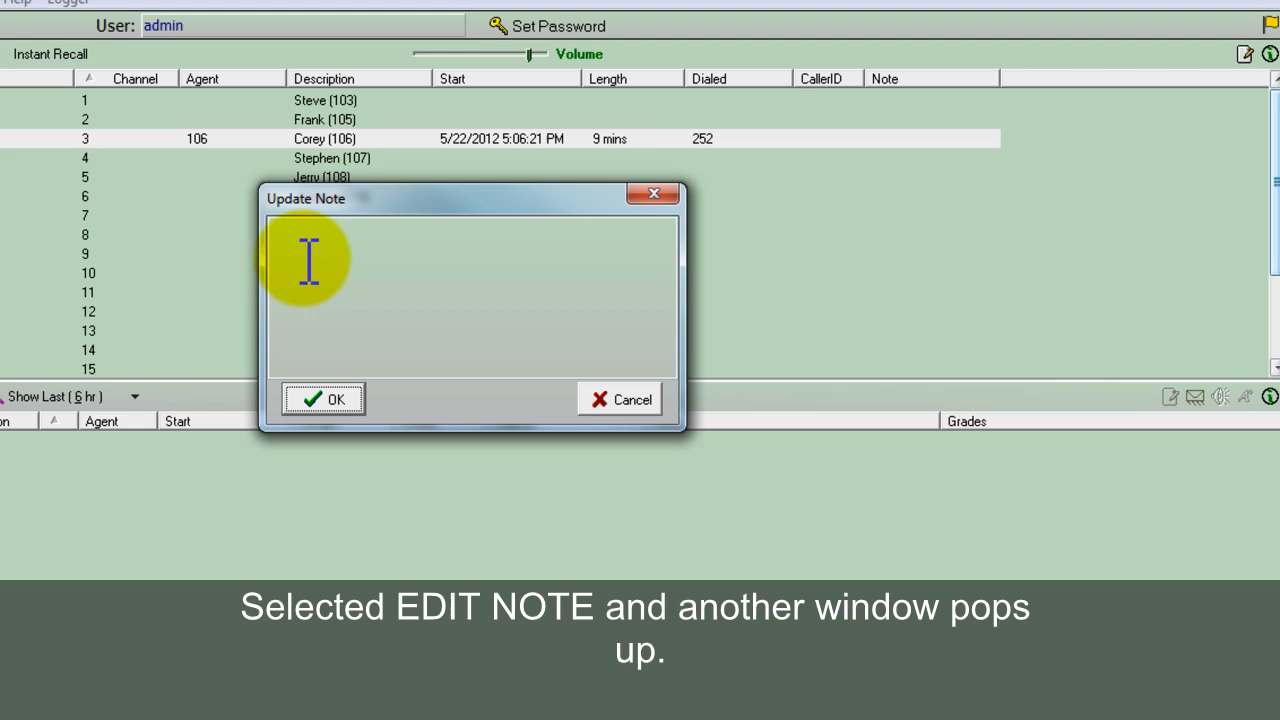 Help Logger
User: admin Set Password
Instant Recall Volume
Channel Agent Description Start Length Dialed CallerID Note
1 Steve (103)
2 Frank (105)
3 106 Corey (106) 5/22/2012 5:06:21 PM 9 mins 252
4 Stephen (107)
5 Jerry (108)
6
7
8
9
10
11
12
13
14
15
Update Note
OK Cancel
Show Last ( 6 hr )
on Agent Start Grades
Selected EDIT NOTE and another window pops
up.